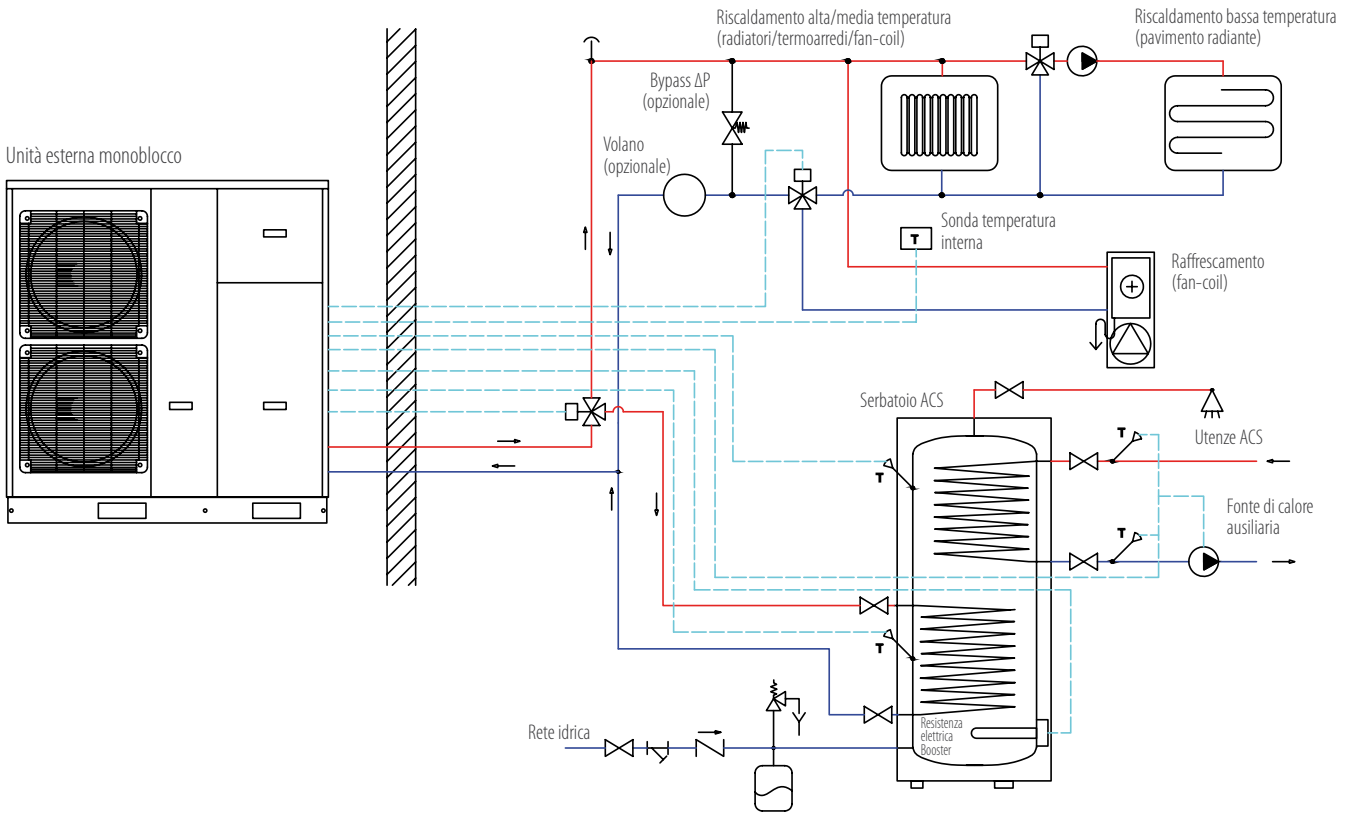 Riscaldamento alta/media temperatura
(radiatori/termoarredi/fan-coil)
Riscaldamento bassa temperatura
(pavimento radiante)
Bypass ΔP
(opzionale)
Volano
(opzionale)
Unità esterna monoblocco
Sonda temperatura
interna
T
Raffrescamento
(fan-coil)
Serbatoio ACS
Utenze ACS
T
T
Fonte di calore
ausiliaria
T
T
Resistenza
elettrica
Booster
Rete idrica